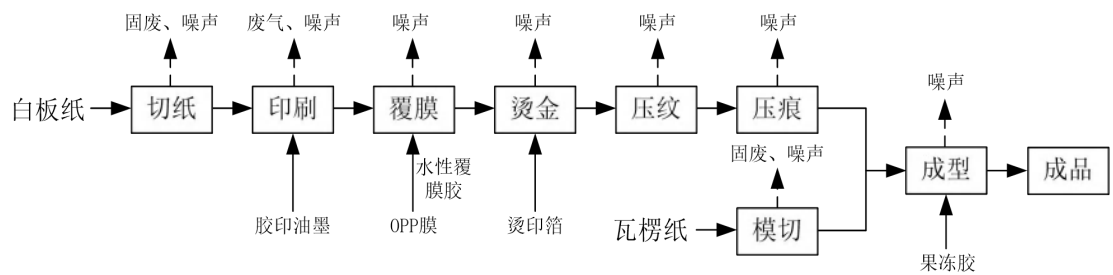 固废、噪声
废气、噪声
噪声
噪声
噪声
噪声
白板纸
切纸
印刷
覆膜
烫金
压纹
压痕
噪声
水性覆
膜胶
固废、噪声
成型
成品
胶印油墨
OPP膜
烫印箔
瓦楞纸
模切
果冻胶